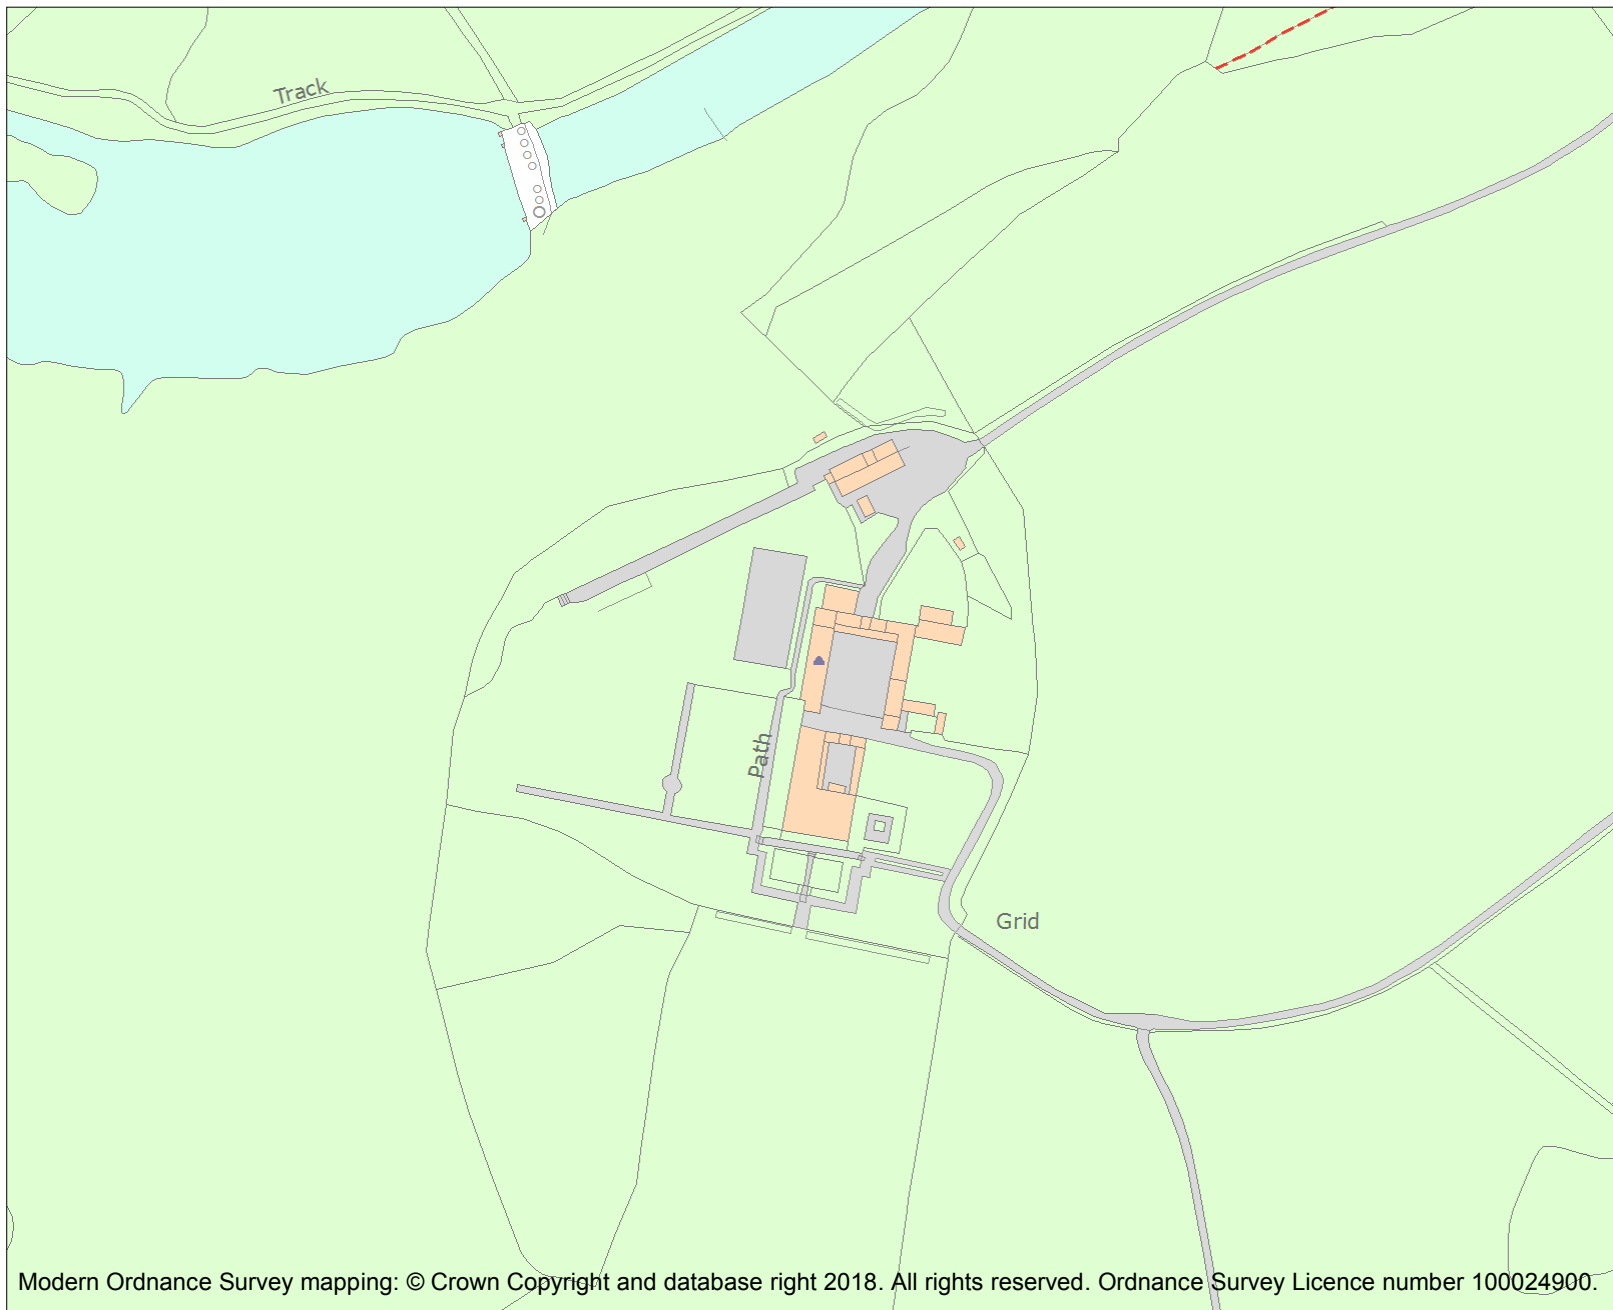 Track
Path
Grid
Modern Ordnance Survey mapping: © Crown Copyright and database right 2018. All rights reserved. Ordnance Survey Licence number 100024900.